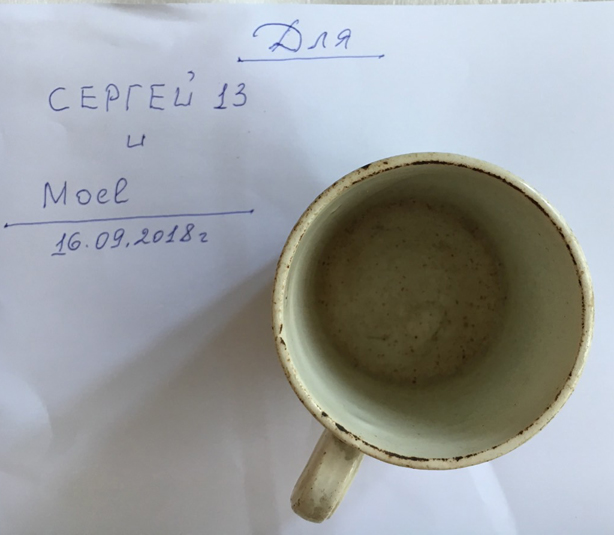 Для
СЕРГЕЙ 13
и
Moel
16.09.2018г